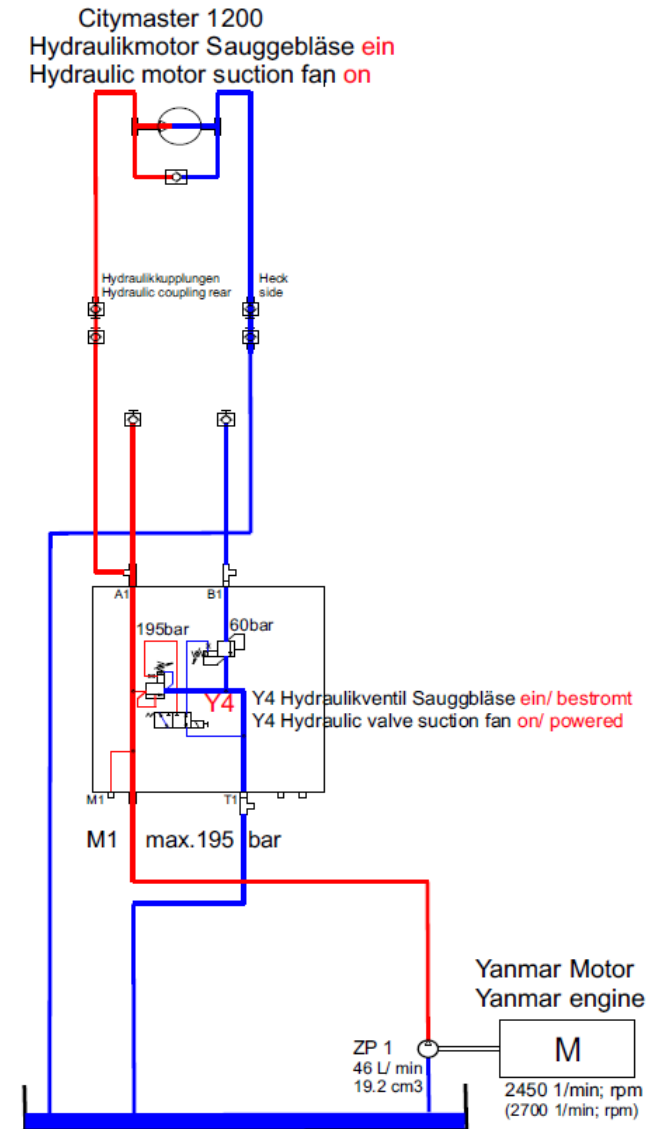 Citymaster 1200
Hydraulikmotor Sauggebläse ein
Hydraulic motor suction fan on
Hydraulikkupplungen Heck
Hydraulic coupling rear side
A1 B1
195bar 60bar
Y4
Y4 Hydraulikventil Sauggbläse ein/ bestromt
Y4 Hydraulic valve suction fan on/ powered
M1 T1
M1 max.195 bar
Yanmar Motor
Yanmar engine
ZP 1
46 L/ min
19.2 cm3
M
2450 1/min; rpm
(2700 1/min; rpm)